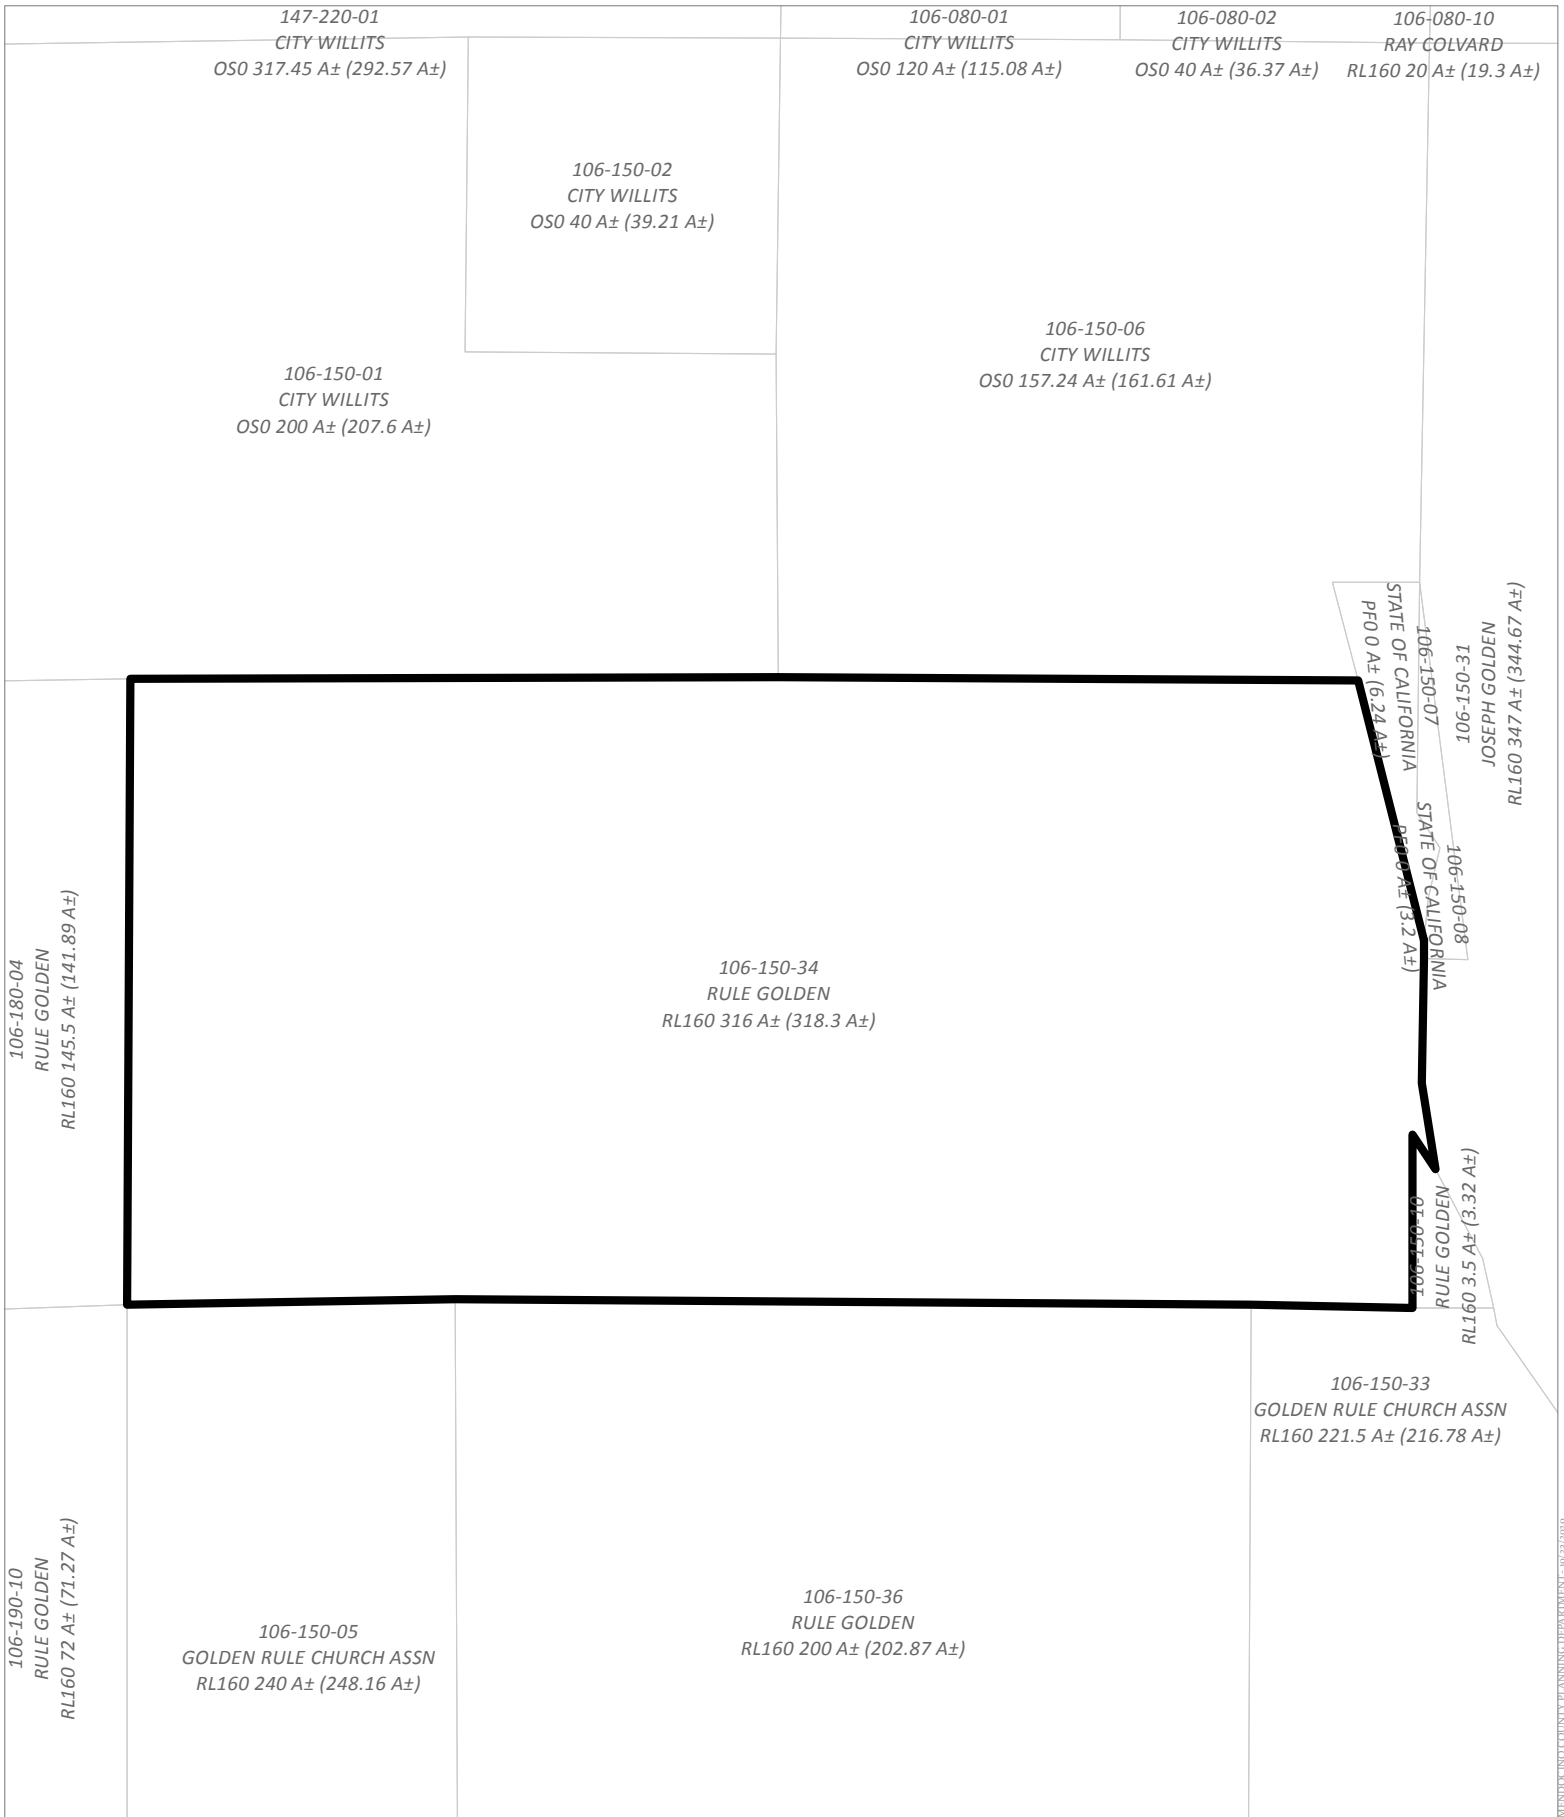 147-220-01
CITY WILLITS
OS0 317.45 A± (292.57 A±)
106-080-01
CITY WILLITS
OS0 120 A± (115.08 A±)
106-080-02
CITY WILLITS
OS0 40 A± (36.37 A±)
106-080-10
RAY COLVARD
RL160 20 A± (19.3 A±)
106-150-02
CITY WILLITS
OS0 40 A± (39.21 A±)
106-150-06
CITY WILLITS
OS0 157.24 A± (161.61 A±)
106-150-01
CITY WILLITS
OS0 200 A± (207.6 A±)
106-150-07
STATE OF CALIFORNIA
PF0 0 A± (6.24 A±)
106-150-31
JOSEPH GOLDEN
RL160 347 A± (344.67 A±)
106-150-08
STATE OF CALIFORNIA
PF0 0 A± (3.2 A±)
106-180-04
RULE GOLDEN
RL160 145.5 A± (141.89 A±)
106-150-34
RULE GOLDEN
RL160 316 A± (318.3 A±)
106-150-10
RULE GOLDEN
RL160 3.5 A± (3.32 A±)
106-150-33
GOLDEN RULE CHURCH ASSN
RL160 221.5 A± (216.78 A±)
106-190-10
RULE GOLDEN
RL160 72 A± (71.27 A±)
106-150-05
GOLDEN RULE CHURCH ASSN
RL160 240 A± (248.16 A±)
106-150-36
RULE GOLDEN
RL160 200 A± (202.87 A±)
MENDOCINO COUNTY PLANNING DEPARTMENT - 10/23/2019